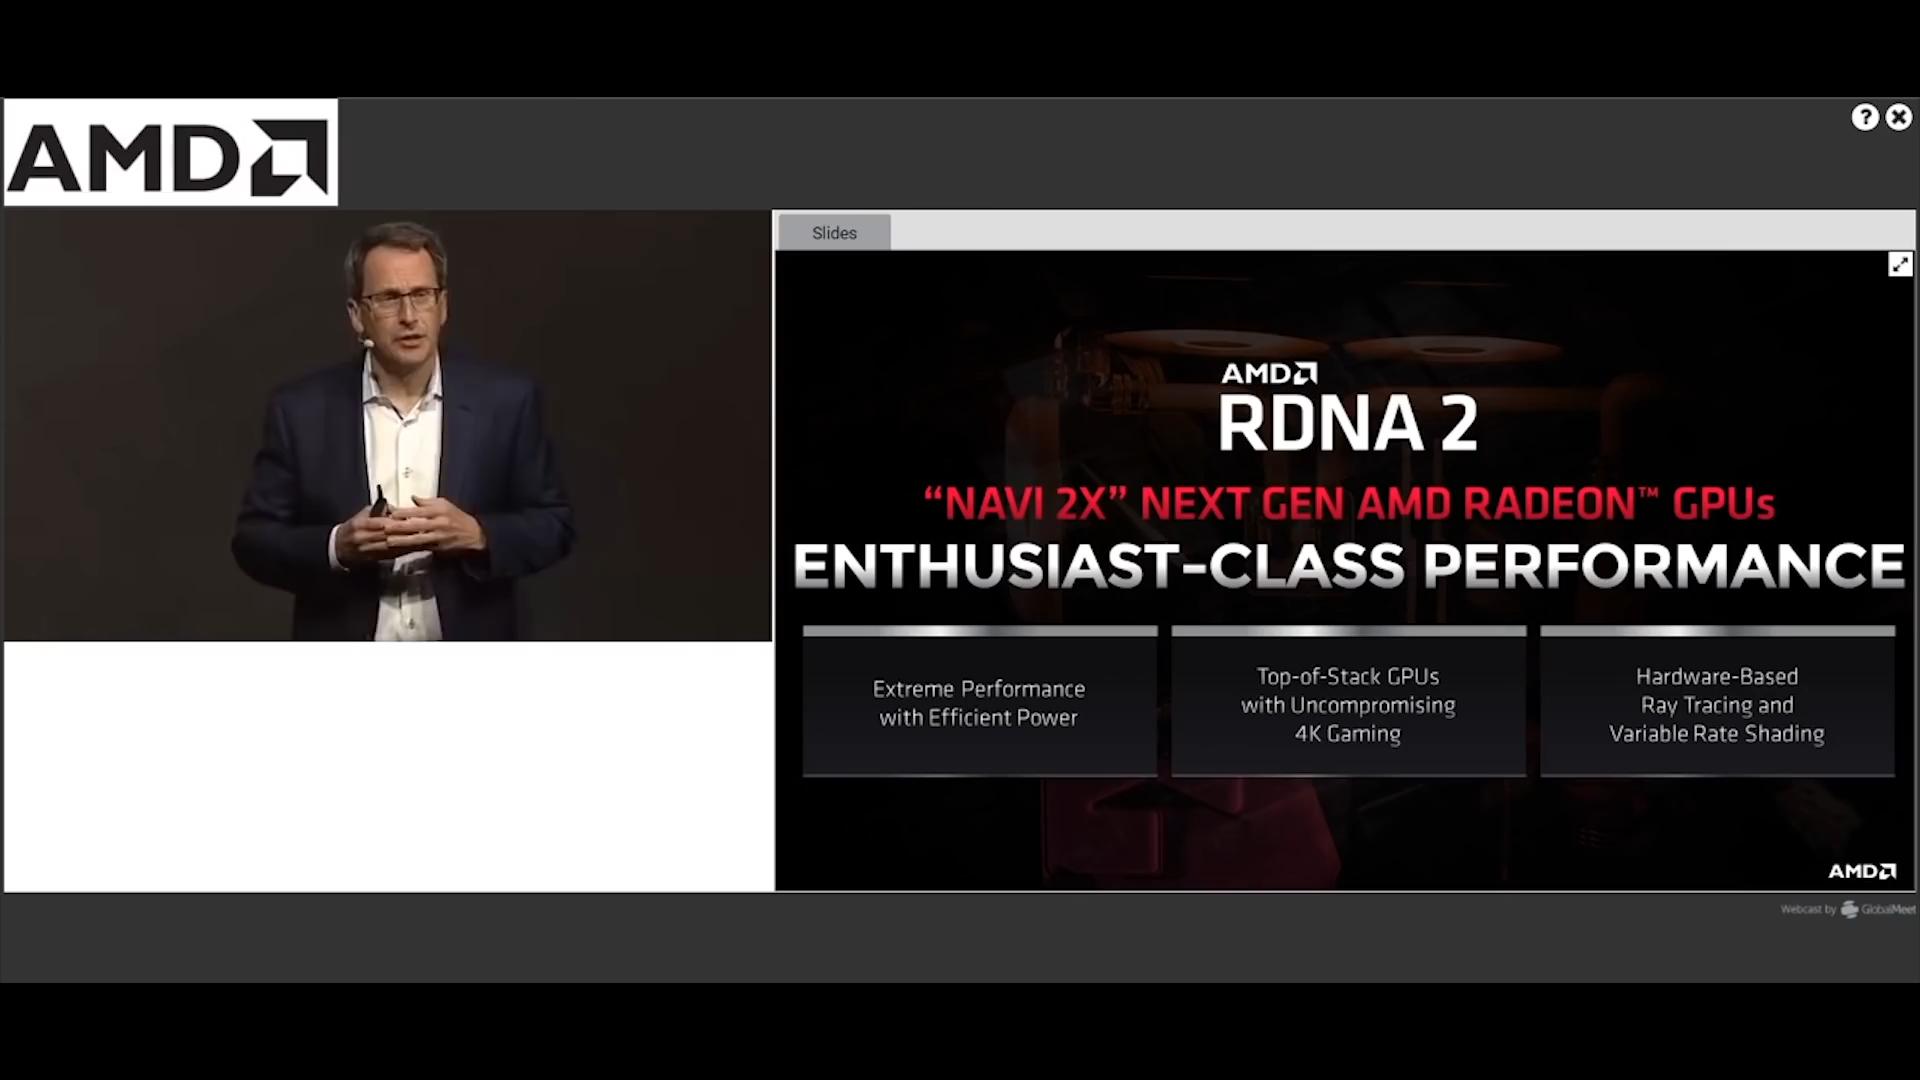 AMD
Slides
AMD
RDNA 2
“NAVI 2X” NEXT GEN AMD RADEON™ GPUs
ENTHUSIAST-CLASS PERFORMANCE
Extreme Performance
with Efficient Power
Top-of-Stack GPUs
with Uncompromising
4K Gaming
Hardware-Based
Ray Tracing and
Variable Rate Shading
AMD
Webcast by GlobalMeet